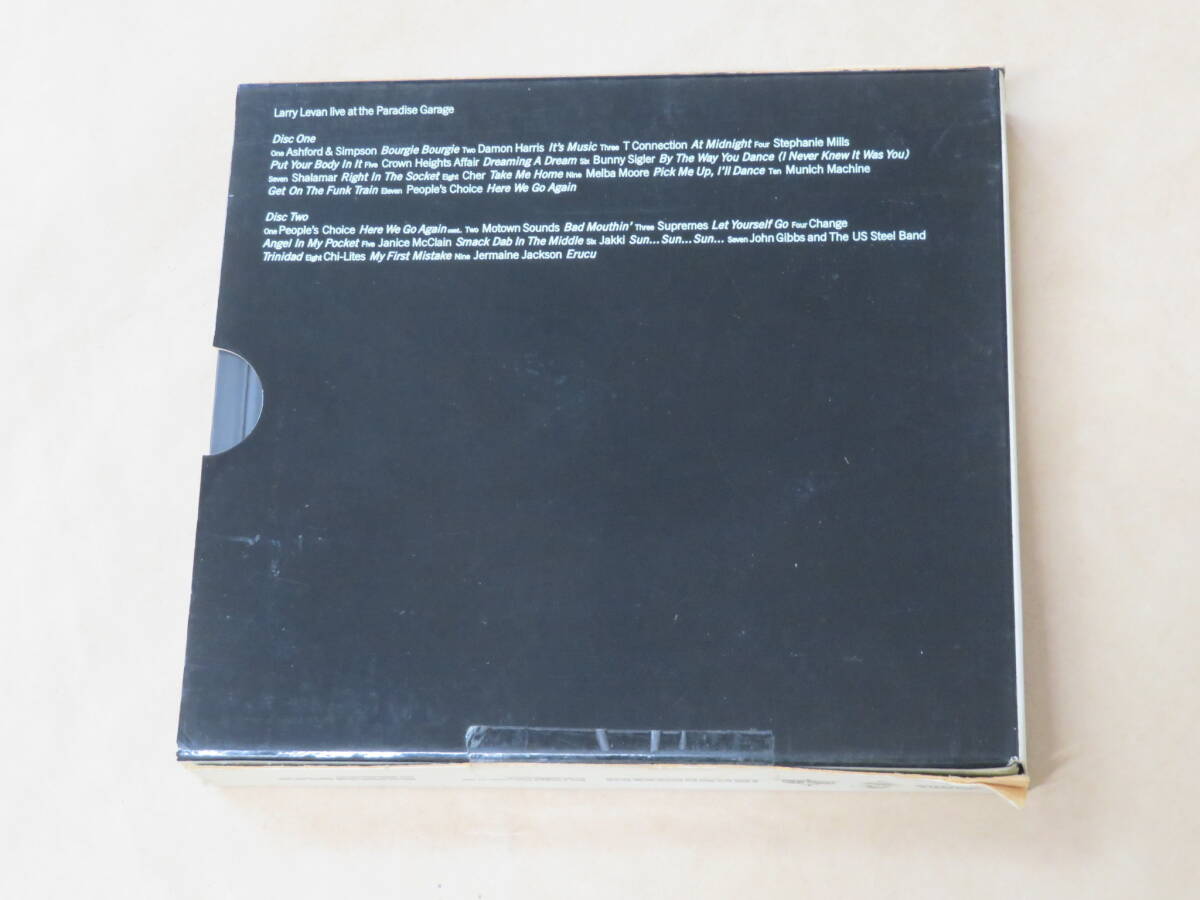 Larry Levan live at the Paradise Garage
Disc One
One Ashford & Simpson Bourgie Bourgie Two Damon Harris It's Music Three T Connection At Midnight Four Stephanie Mills
Put Your Body In It Five Crown Heights Affair Dreaming A Dream Six Bunny Sigler By The Way You Dance (I Never Knew It Was You)
Seven Shalamar Right In The Socket Eight Cher Take Me Home Nine Melba Moore Pick Me Up, I'll Dance Ten Munich Machine
Get On The Funk Train Eleven People's Choice Here We Go Again
Disc Two
One People's Choice Here We Go Again cont.. Two Motown Sounds Bad Mouthin' Three Supremes Let Yourself Go Four Change
Angel In My Pocket Five Janice McClain Smack Dab In The Middle Six Jakki Sun... Sun... Sun... Seven John Gibbs and The US Steel Band
Trinidad Eight Chi-Lites My First Mistake Nine Jermaine Jackson Erucu